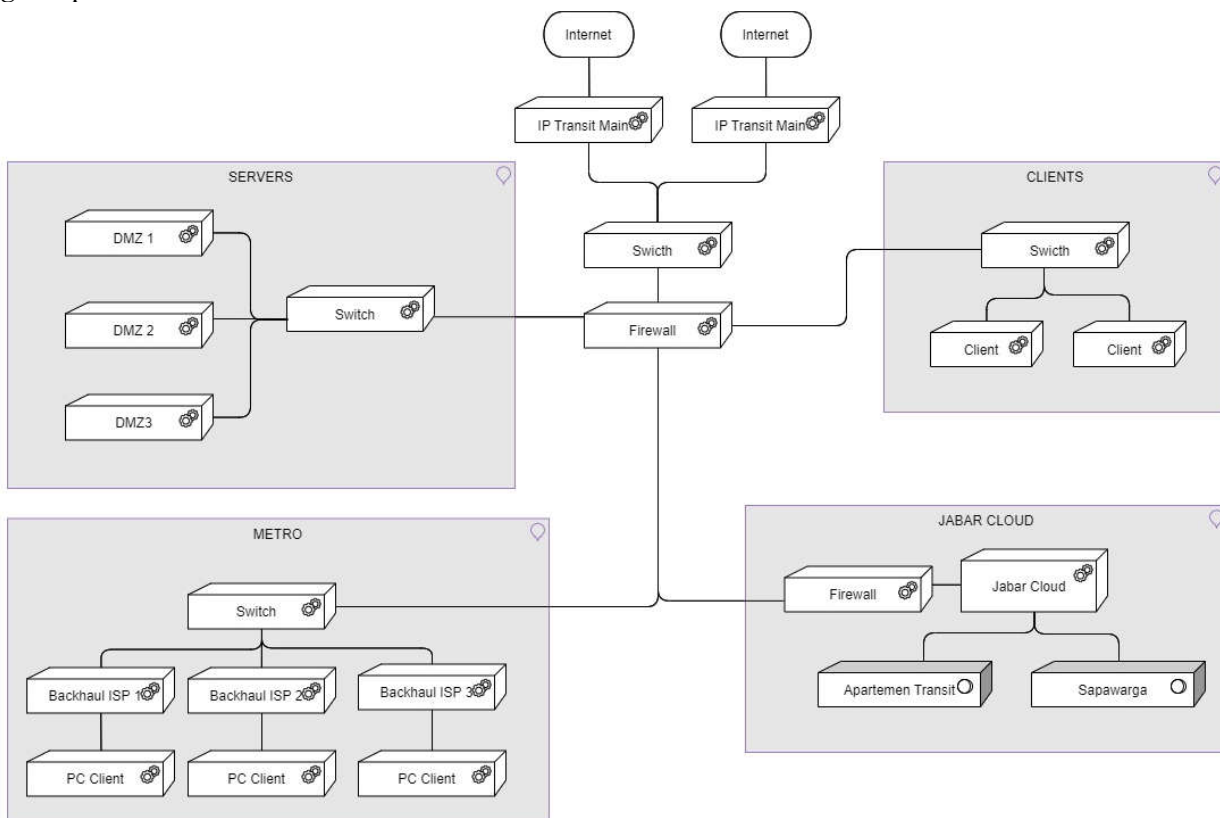 Internet
Internet
IP Transit Main
IP Transit Main
SERVERS
CLIENTS
DMZ 1
DMZ 2
DMZ3
Switch
Swicth
Firewall
Swicth
Client
Client
METRO
Switch
Backhaul ISP 1
Backhaul ISP 2
Backhaul ISP 3
PC Client
PC Client
PC Client
JABAR CLOUD
Firewall
Jabar Cloud
Apartemen Transit
Sapawarga